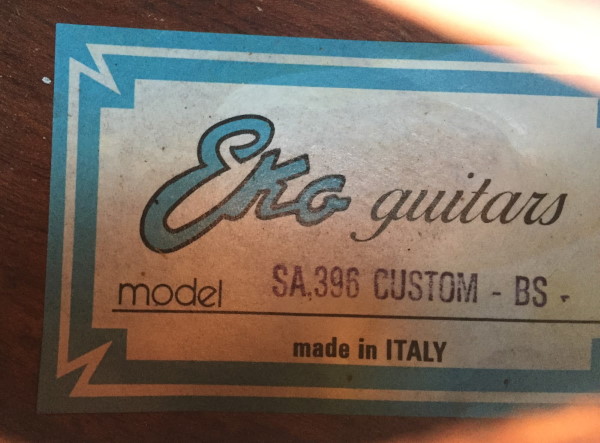 Eko guitars
model SA,396 CUSTOM - BS -
made in ITALY